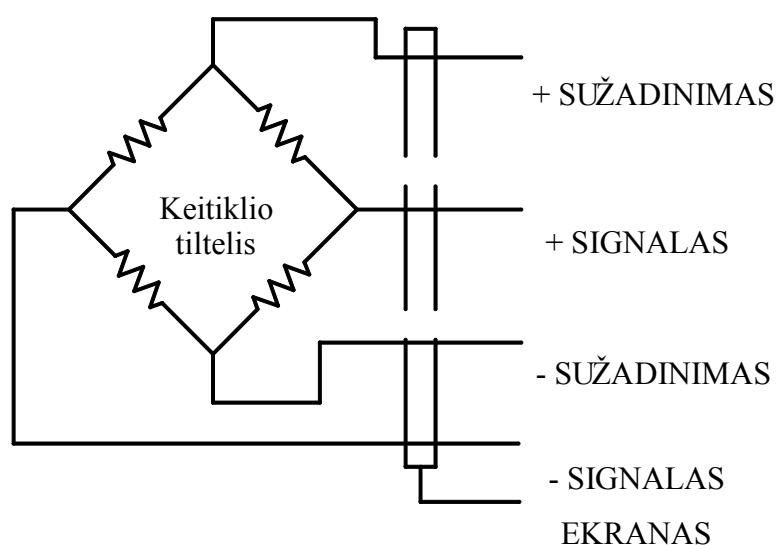 + SUŽADINIMAS
Keitiklio
tiltelis
+ SIGNALAS
- SUŽADINIMAS
- SIGNALAS
EKRANAS